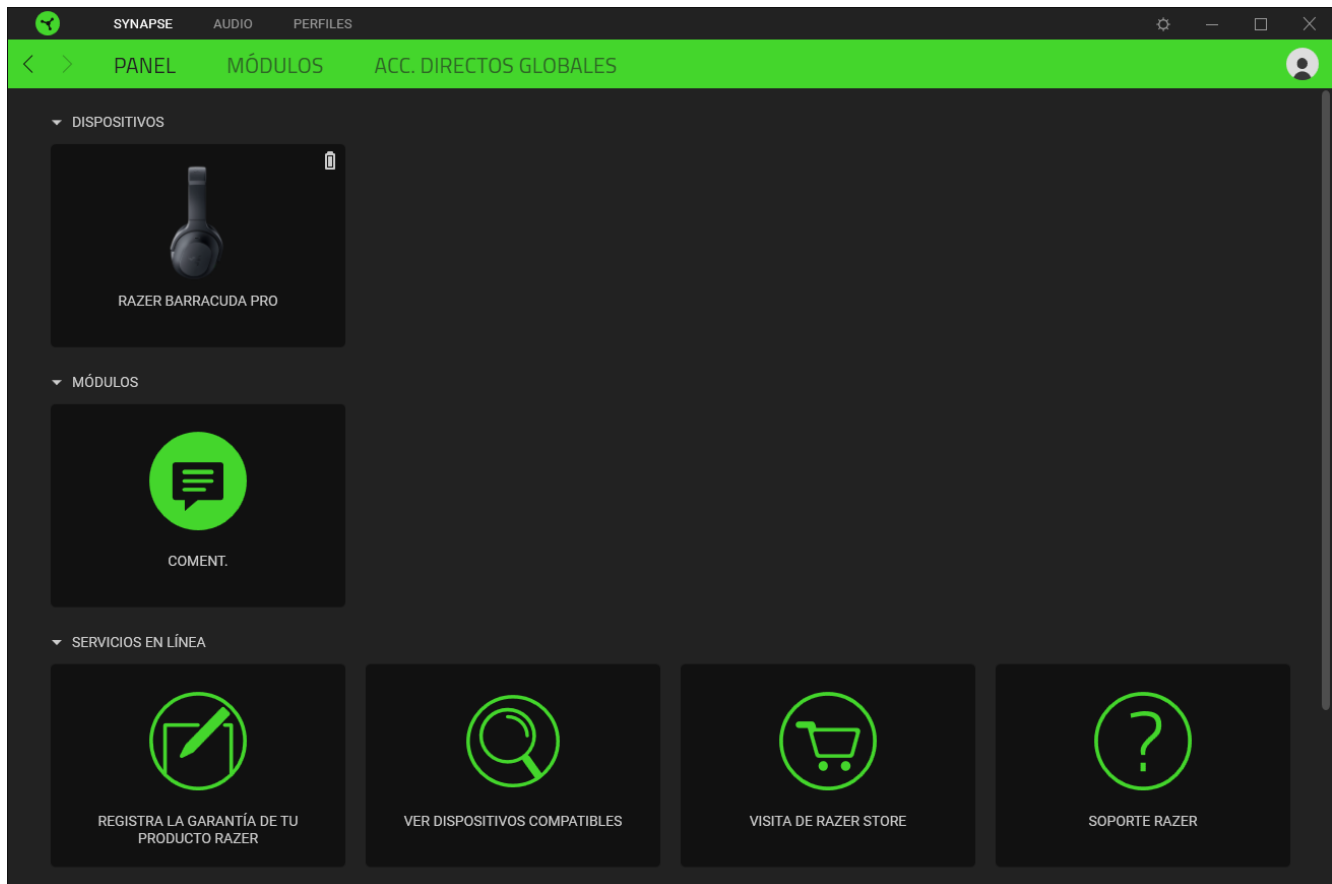 SYNAPSE AUDIO PERFILES
PANEL MÓDULOS ACC. DIRECTOS GLOBALES
DISPOSITIVOS
RAZER BARRACUDA PRO
MÓDULOS
COMENT.
SERVICIOS EN LÍNEA
REGISTRA LA GARANTÍA DE TU
PRODUCTO RAZER
VER DISPOSITIVOS COMPATIBLES
VISITA DE RAZER STORE
SOPORTE RAZER